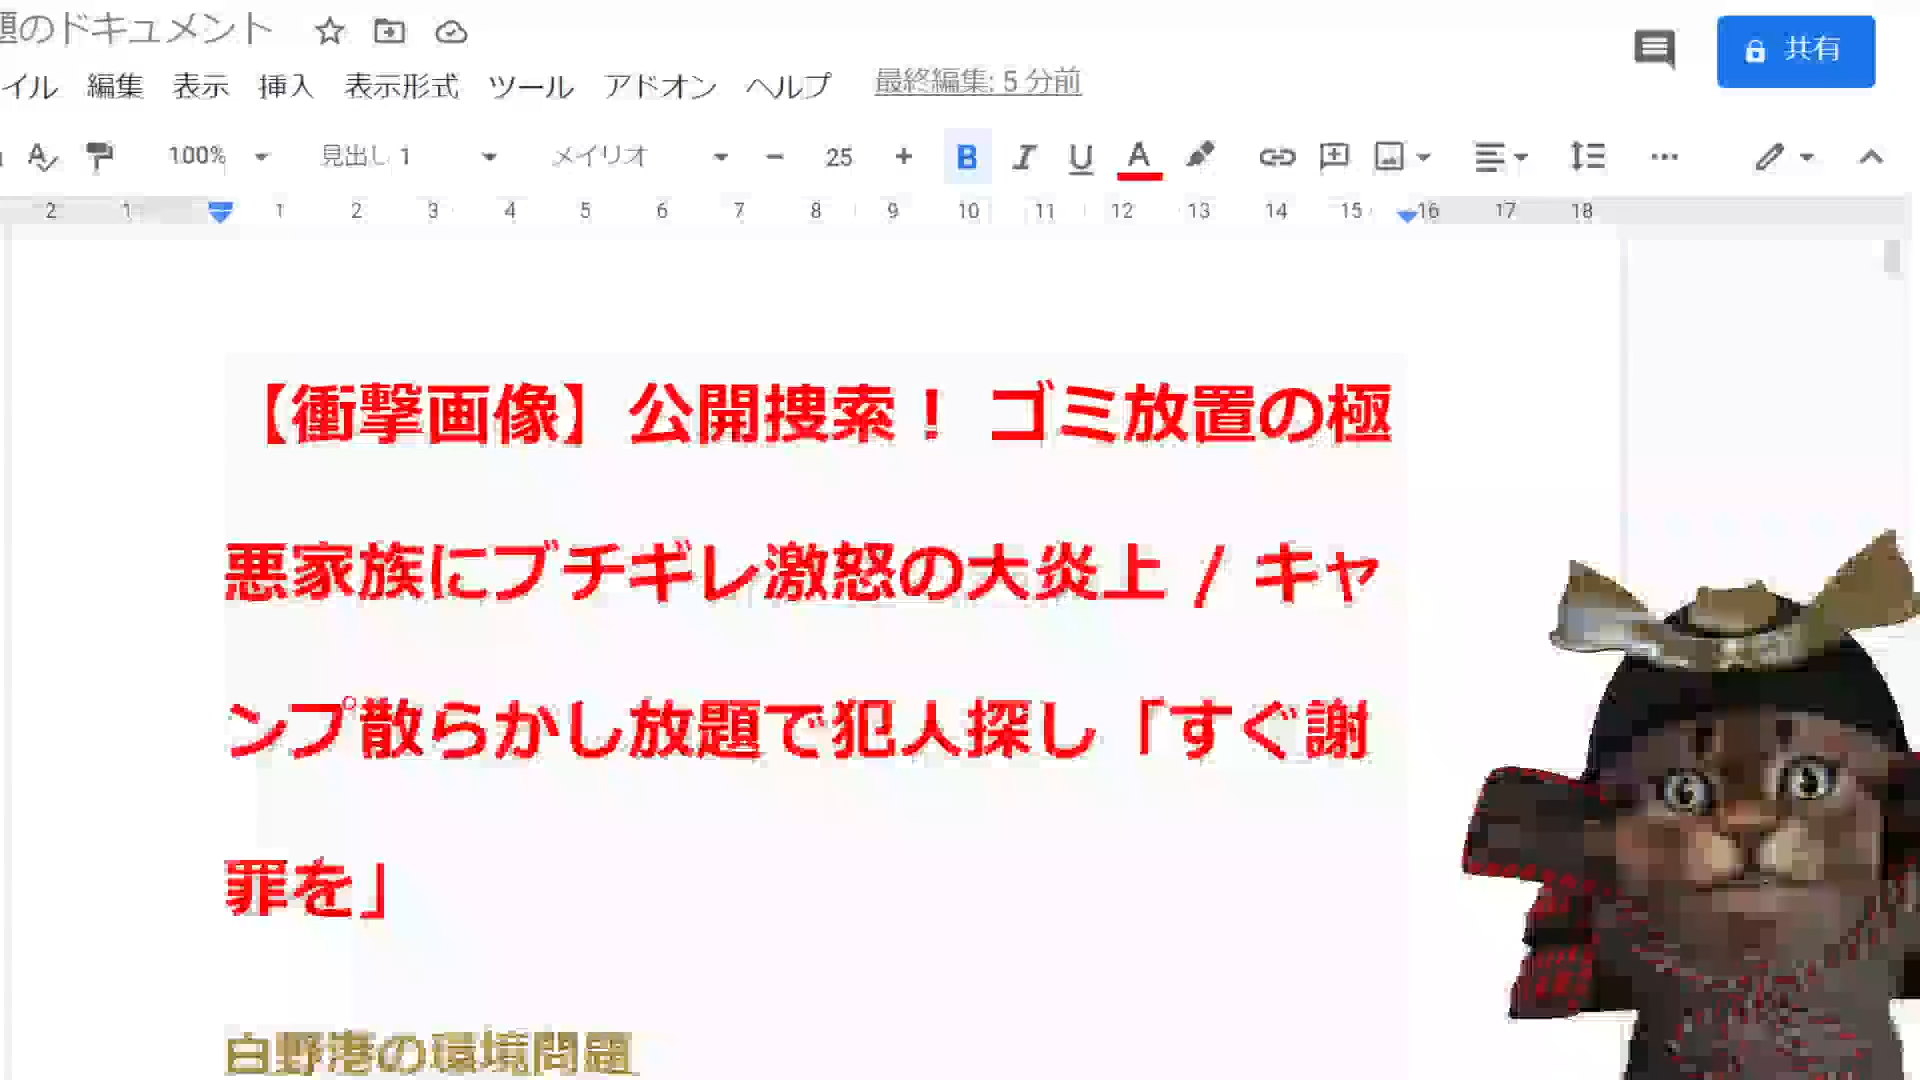 題のドキュメント
イル 編集 表示 挿入 表示形式 ツール アドオン ヘルプ 最終編集: 5 分前
共有
100% 見出し 1 メイリオ − 25 + B I U A
2 1 1 2 3 4 5 6 7 8 9 10 11 12 13 14 15 16 17 18
【衝撃画像】公開捜索！ ゴミ放置の極
悪家族にブチギレ激怒の大炎上 / キャ
ンプ散らかし放題で犯人探し「すぐ謝
罪を」
白野港の環境問題